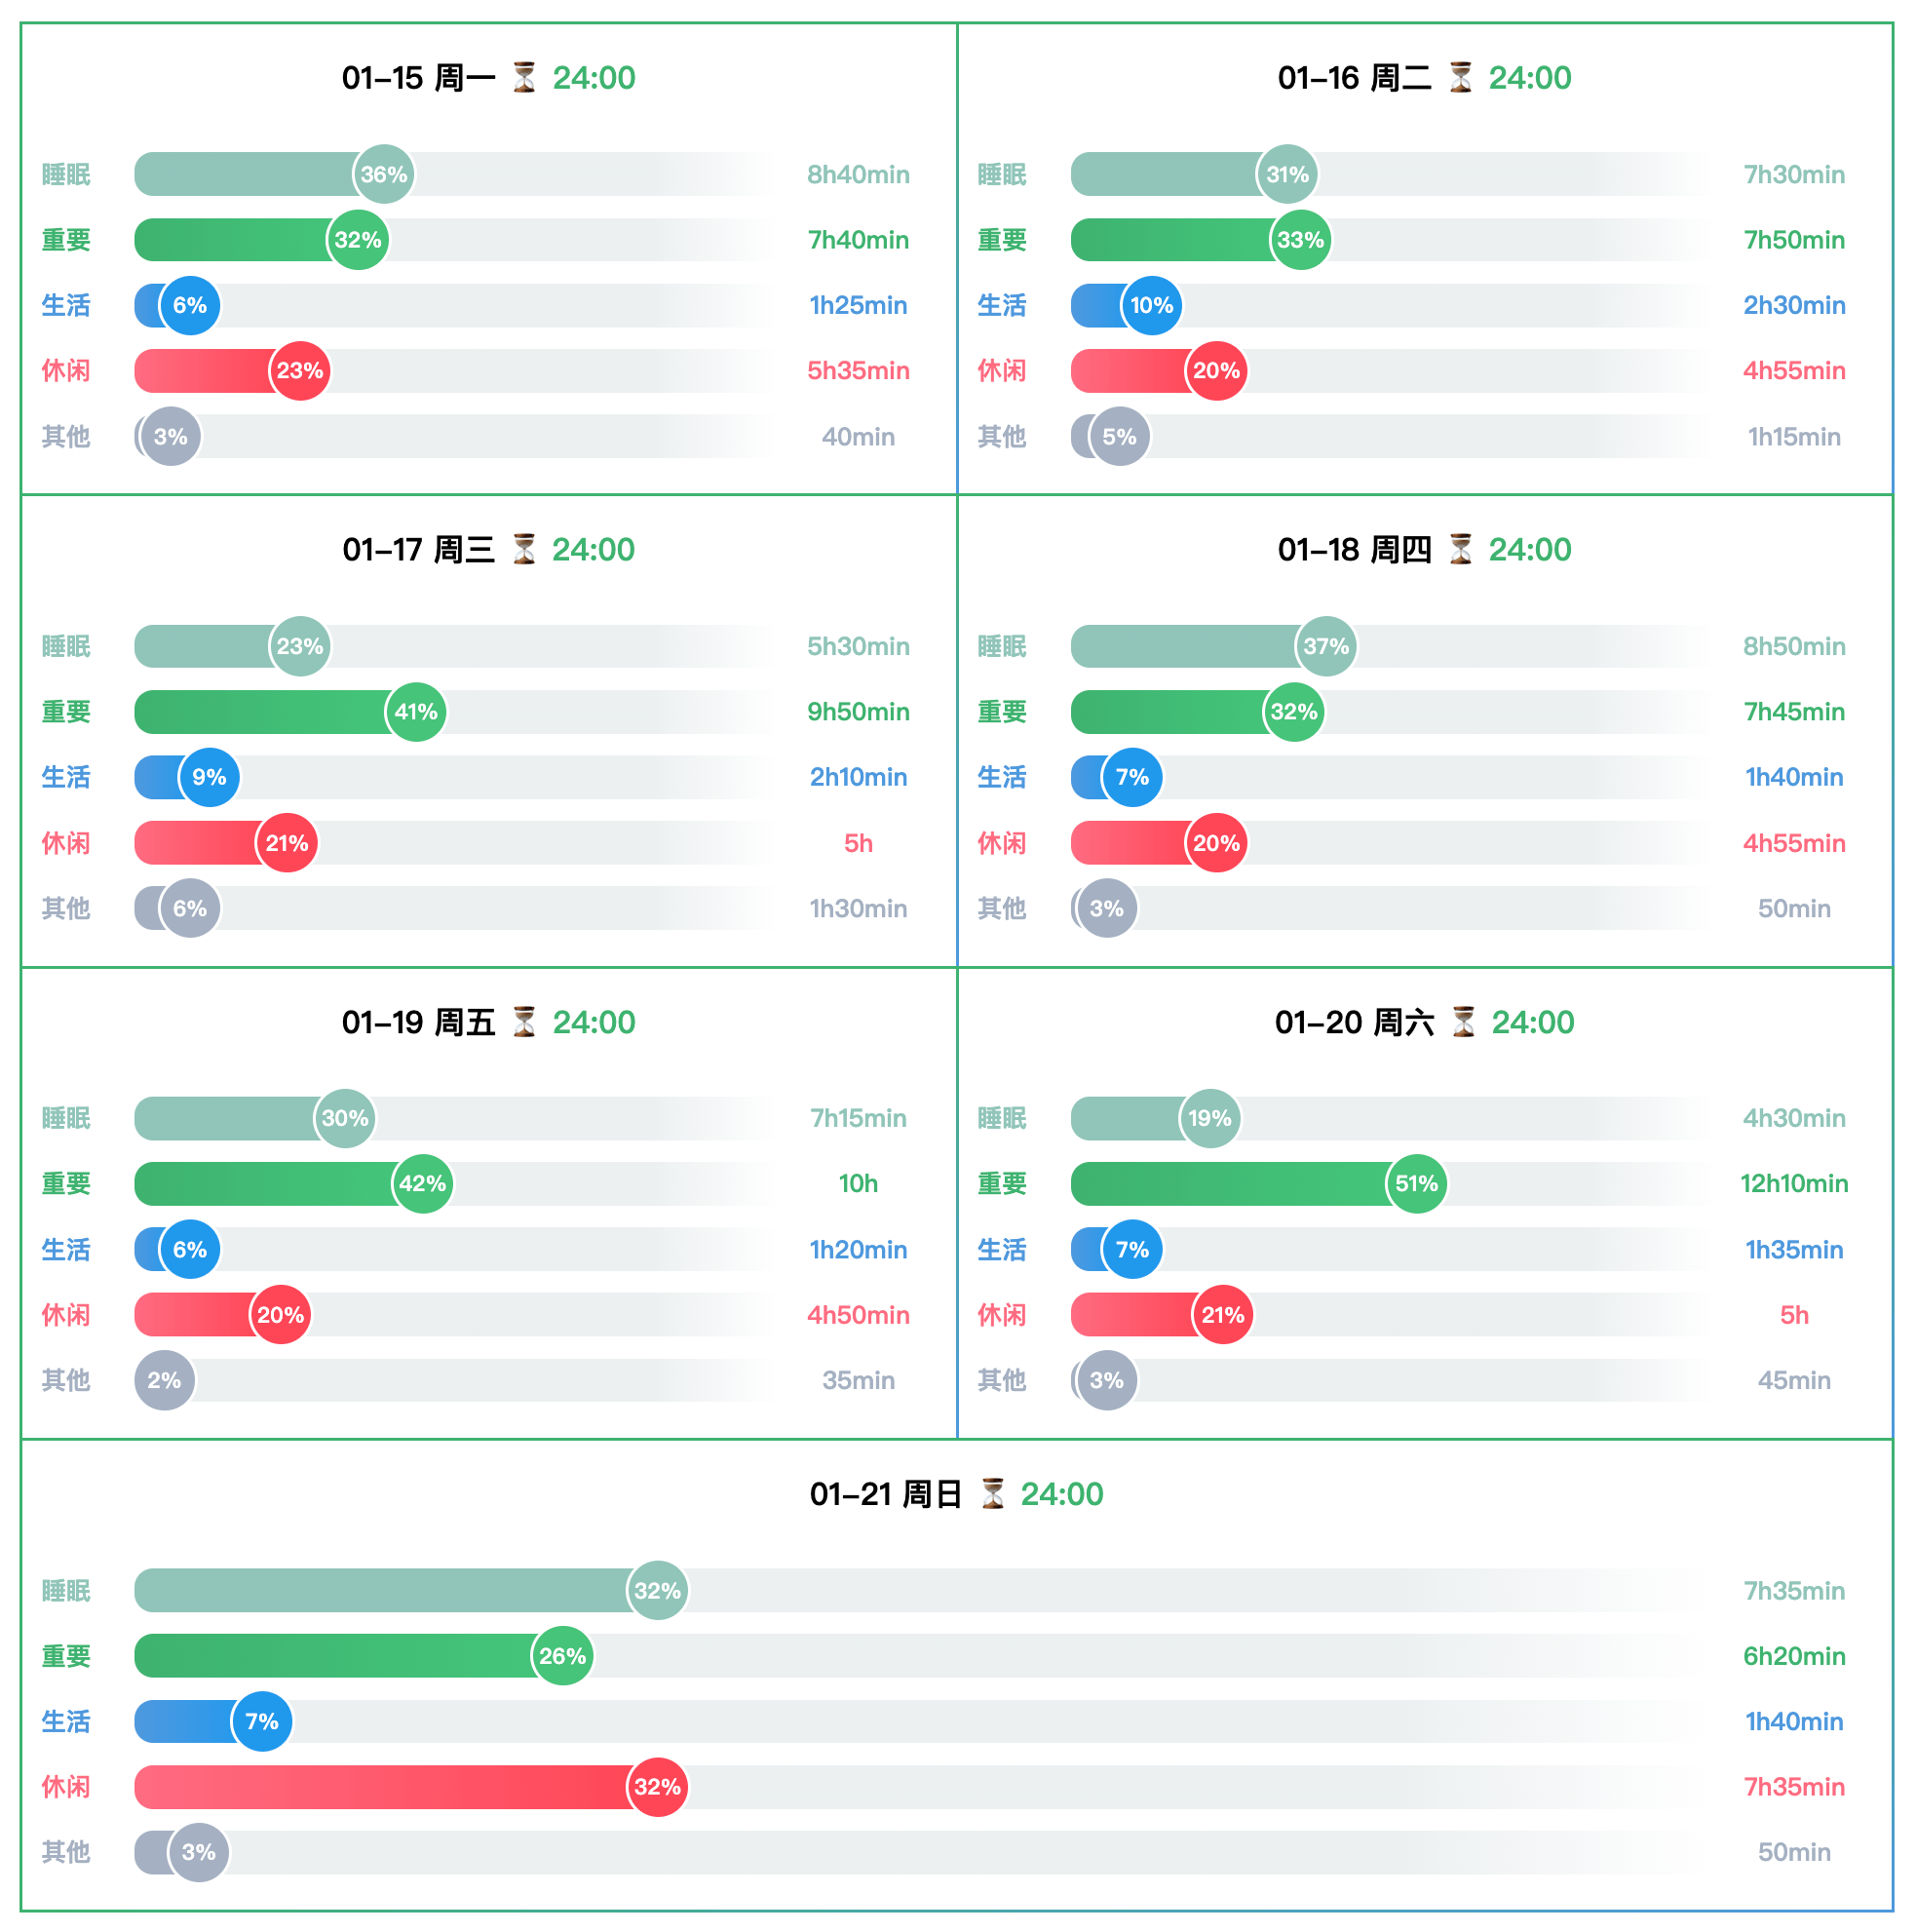 01-15 周一 ⏳ 24:00
睡眠 36% 8h40min
重要 32% 7h40min
生活 6% 1h25min
休闲 23% 5h35min
其他 3% 40min
01-16 周二 ⏳ 24:00
睡眠 31% 7h30min
重要 33% 7h50min
生活 10% 2h30min
休闲 20% 4h55min
其他 5% 1h15min
01-17 周三 ⏳ 24:00
睡眠 23% 5h30min
重要 41% 9h50min
生活 9% 2h10min
休闲 21% 5h
其他 6% 1h30min
01-18 周四 ⏳ 24:00
睡眠 37% 8h50min
重要 32% 7h45min
生活 7% 1h40min
休闲 20% 4h55min
其他 3% 50min
01-19 周五 ⏳ 24:00
睡眠 30% 7h15min
重要 42% 10h
生活 6% 1h20min
休闲 20% 4h50min
其他 2% 35min
01-20 周六 ⏳ 24:00
睡眠 19% 4h30min
重要 51% 12h10min
生活 7% 1h35min
休闲 21% 5h
其他 3% 45min
01-21 周日 ⏳ 24:00
睡眠 32% 7h35min
重要 26% 6h20min
生活 7% 1h40min
休闲 32% 7h35min
其他 3% 50min